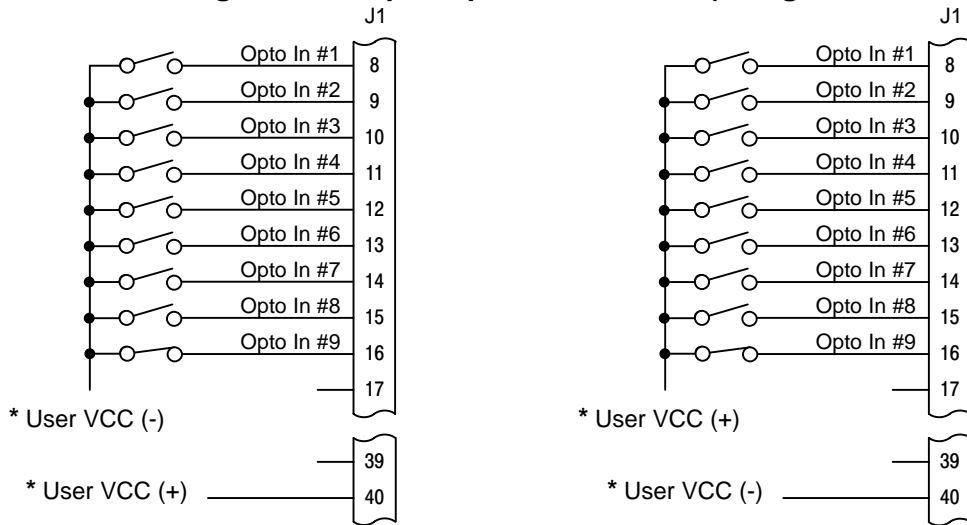 J1
Opto In #1 8
Opto In #2 9
Opto In #3 10
Opto In #4 11
Opto In #5 12
Opto In #6 13
Opto In #7 14
Opto In #8 15
Opto In #9 16
17
* User VCC (-)
39
* User VCC (+) 40
J1
Opto In #1 8
Opto In #2 9
Opto In #3 10
Opto In #4 11
Opto In #5 12
Opto In #6 13
Opto In #7 14
Opto In #8 15
Opto In #9 16
17
* User VCC (+)
39
* User VCC (-) 40